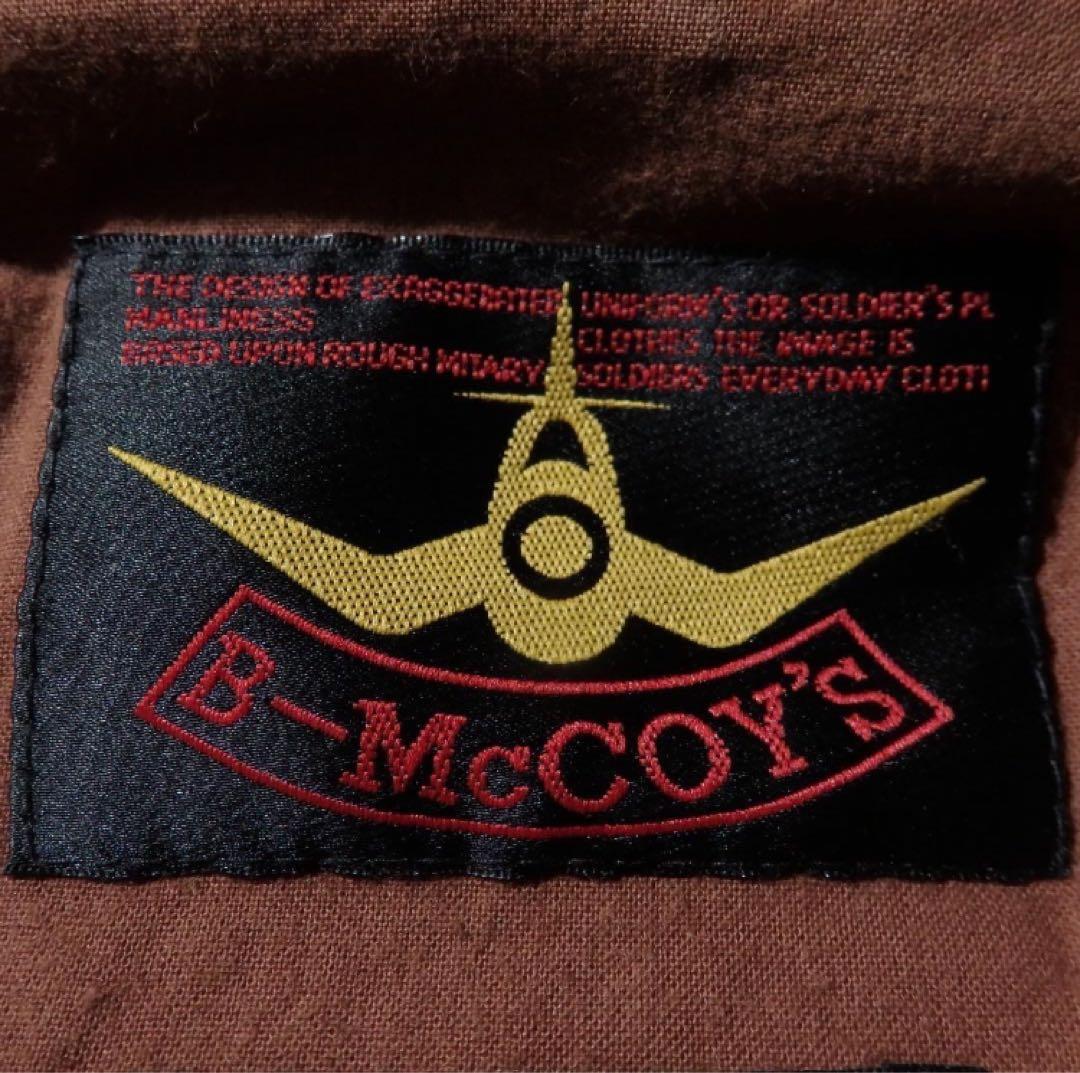 THE DESIGN OF EXAGGERATED UNIFORM'S OR SOLDIER'S PL
MANLINESS CLOTHES THE IMAGE IS
BASED UPON ROUGH MITARY SOLDIERS EVERYDAY CLOTI
B-McCOY'S